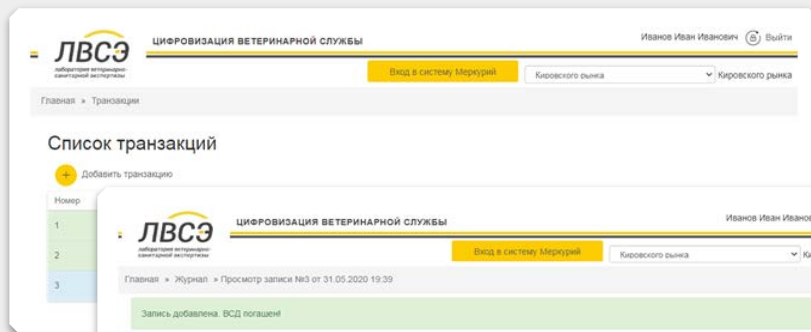 ЛВСЭ
лаборатория ветеринарно-
санитарной экспертизы
ЦИФРОВИЗАЦИЯ ВЕТЕРИНАРНОЙ СЛУЖБЫ
Иванов Иван Иванович Выйти
Вход в систему Меркурий Кировского рынка Кировского рынка
Главная » Транзакции
Список транзакций
+ Добавить транзакцию
Номер
1
2
3
ЛВСЭ
лаборатория ветеринарно-
санитарной экспертизы
ЦИФРОВИЗАЦИЯ ВЕТЕРИНАРНОЙ СЛУЖБЫ
Иванов Иван Иванов
Вход в систему Меркурий Кировского рынка Ки
Главная » Журнал » Просмотр записи №3 от 31.05.2020 19:39
Запись добавлена. ВСД погашен!